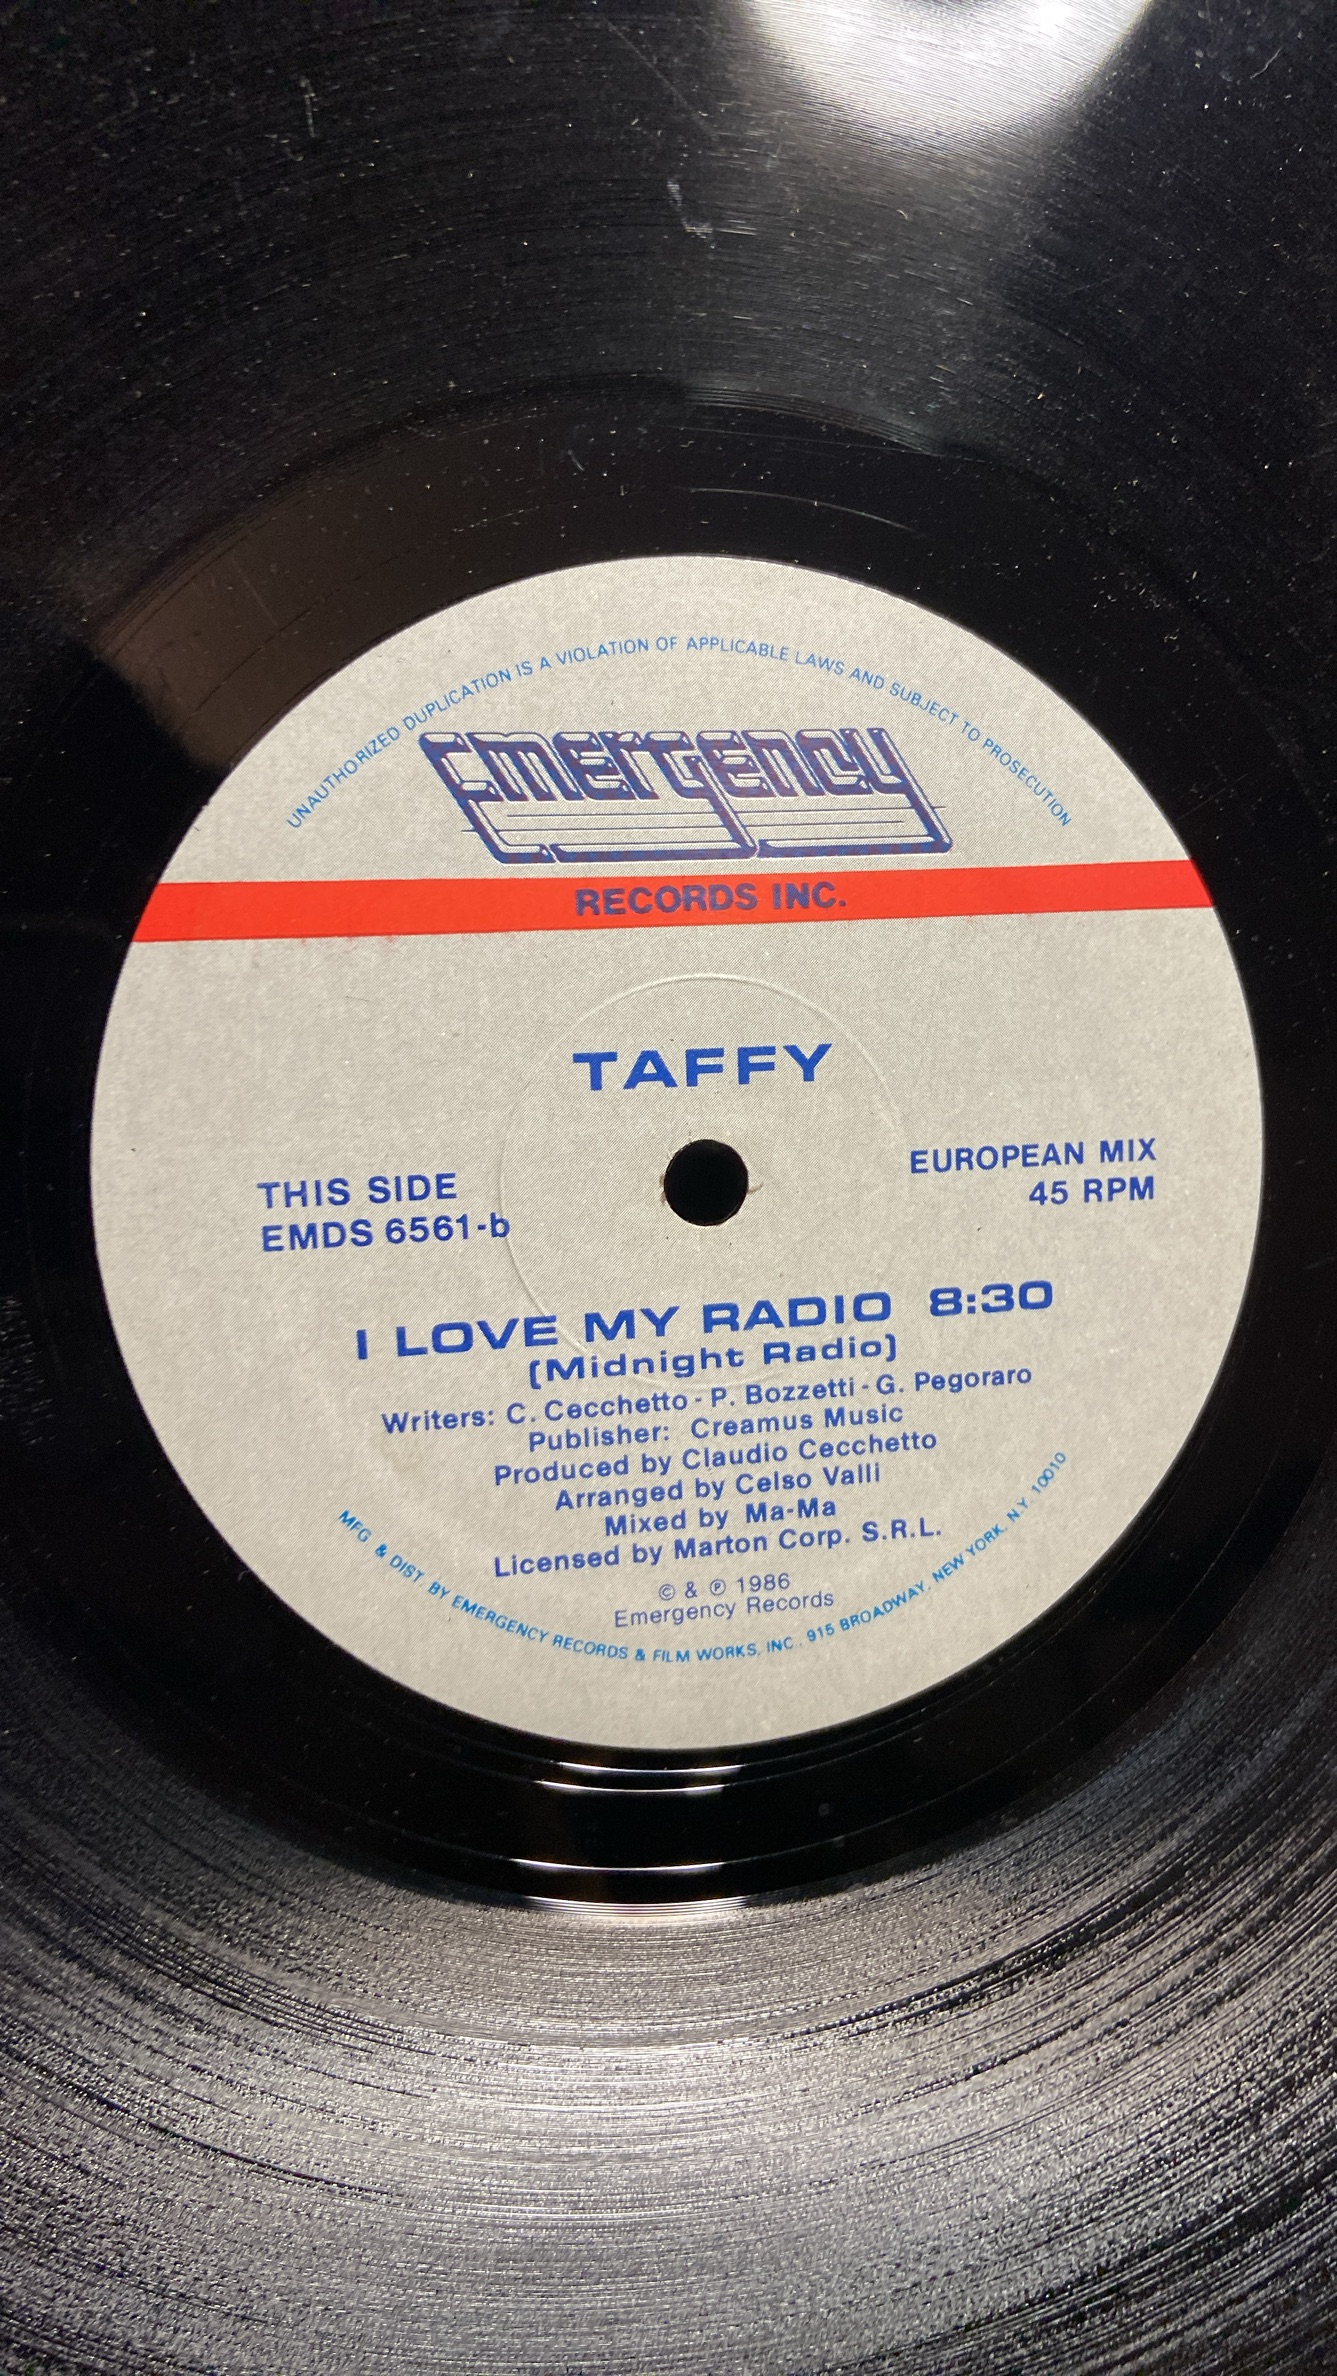 UNAUTHORIZED DUPLICATION IS A VIOLATION OF APPLICABLE LAWS AND SUBJECT TO PROSECUTION
Emergency
RECORDS INC.
TAFFY
THIS SIDE
EMDS 6561-b
EUROPEAN MIX
45 RPM
I LOVE MY RADIO 8:30
(Midnight Radio)
Writers: C. Cecchetto - P. Bozzetti - G. Pegoraro
Publisher: Creamus Music
Produced by Claudio Cecchetto
Arranged by Celso Valli
Mixed by Ma-Ma
Licensed by Marton Corp. S.R.L.
© & ℗ 1986
Emergency Records
MFG & DIST. BY EMERGENCY RECORDS & FILM WORKS, INC., 915 BROADWAY, NEW YORK, N.Y. 10010